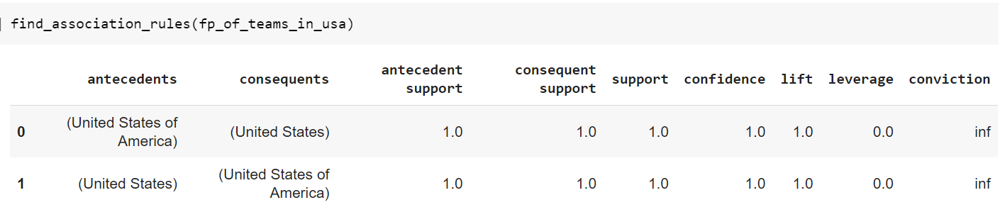 find_association_rules(fp_of_teams_in_usa)
antecedents consequents antecedent support consequent support support confidence lift leverage conviction
0 (United States of America) (United States) 1.0 1.0 1.0 1.0 1.0 0.0 inf
1 (United States) (United States of America) 1.0 1.0 1.0 1.0 1.0 0.0 inf